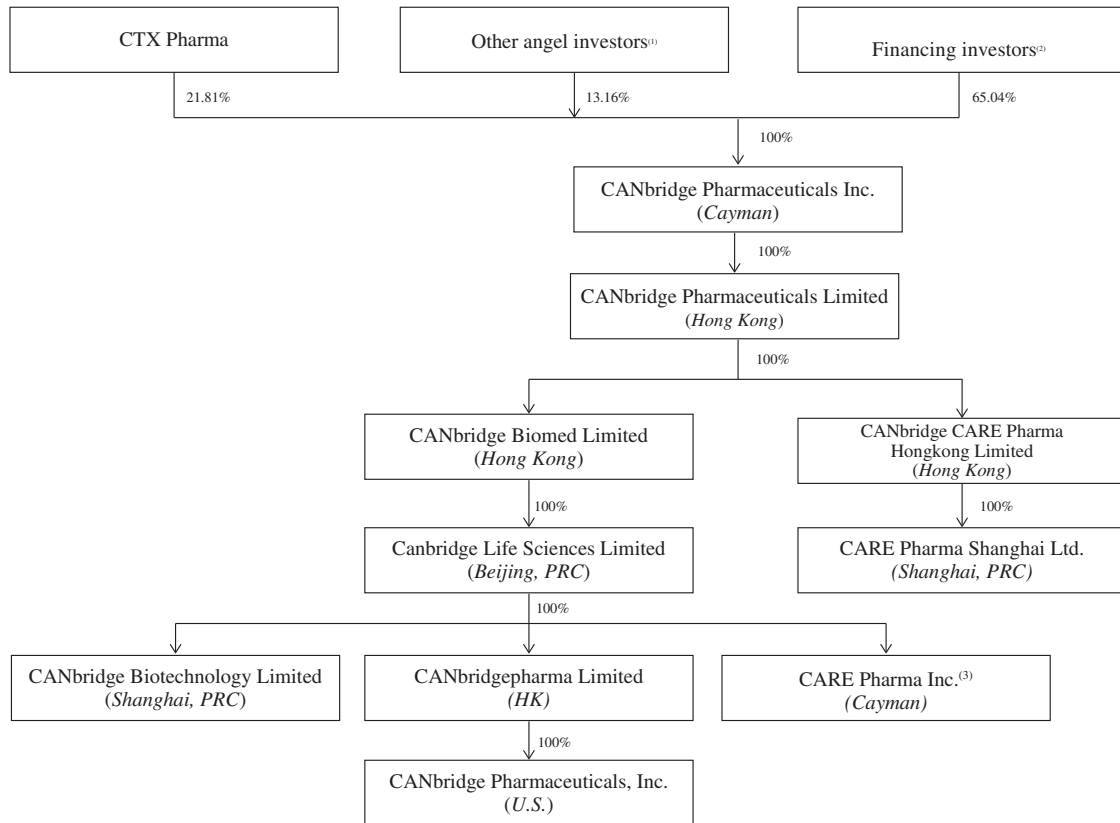 CTX Pharma
Other angel investors(1)
Financing investors(2)
21.81%
13.16%
65.04%
100%
CANbridge Pharmaceuticals Inc.
(Cayman)
100%
CANbridge Pharmaceuticals Limited
(Hong Kong)
100%
CANbridge Biomed Limited
(Hong Kong)
CANbridge CARE Pharma
Hongkong Limited
(Hong Kong)
100%
100%
Canbridge Life Sciences Limited
(Beijing, PRC)
CARE Pharma Shanghai Ltd.
(Shanghai, PRC)
100%
CANbridge Biotechnology Limited
(Shanghai, PRC)
CANbridgepharma Limited
(HK)
CARE Pharma Inc.(3)
(Cayman)
100%
CANbridge Pharmaceuticals, Inc.
(U.S.)